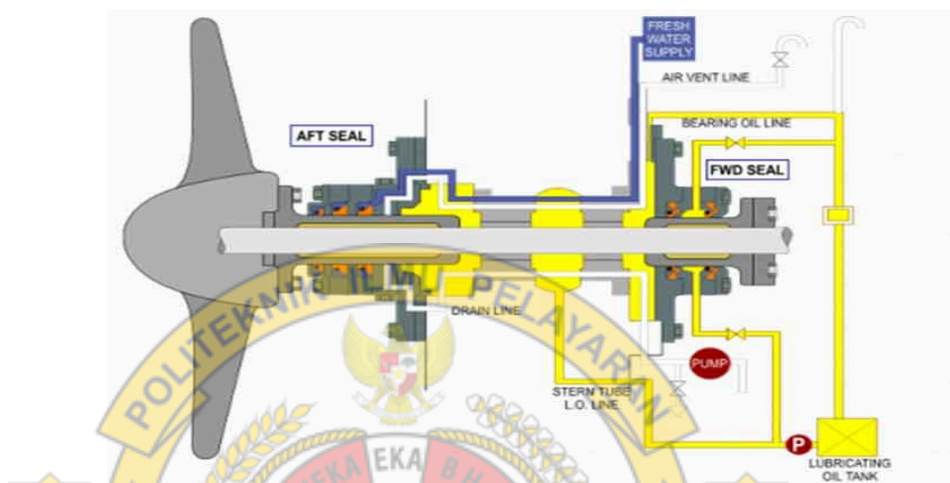 FRESH
WATER
SUPPLY
AIR VENT LINE
BEARING OIL LINE
AFT SEAL
FWD SEAL
DRAIN LINE
POLITEKNIK ILMU PELAYARAN
PUMP
STERN TUBE
L.O. LINE
EKA
P
LUBRICATING
OIL TANK